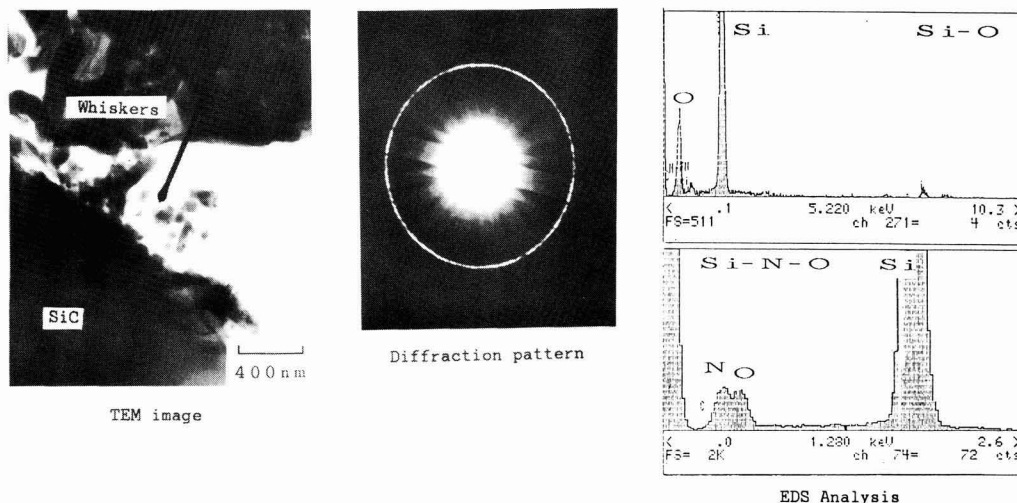 Whiskers
SiC
400nm
TEM image
Diffraction pattern
Si
Si-O
O
< .1 5.220 keV 10.3 >
FS=511 ch 271= 4 cts
Si-N-O
Si
N O
< .0 1.280 keV 2.6 >
FS= 2K ch 74= 72 cts
EDS Analysis